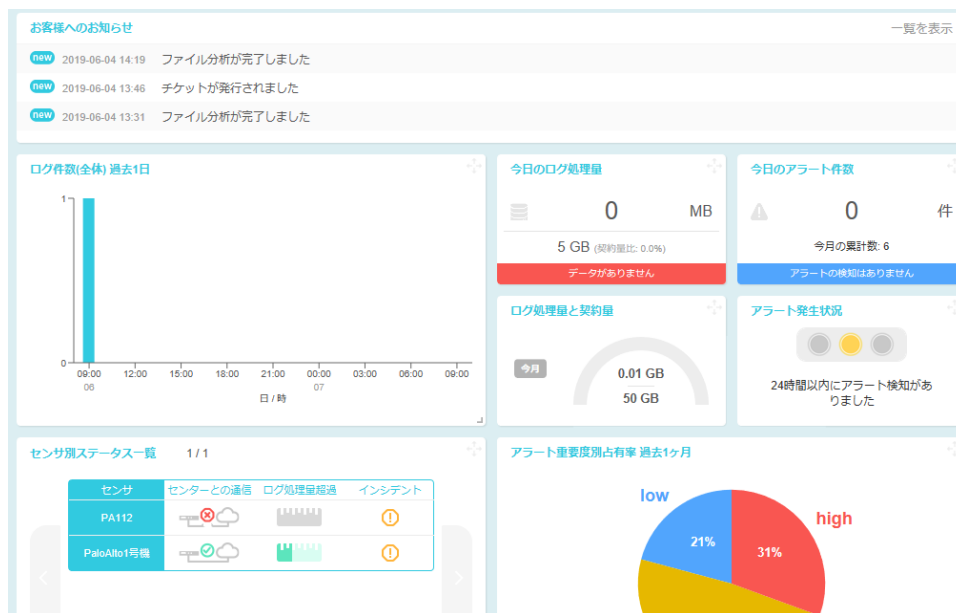 お客様へのお知らせ 一覧を表示
new 2019-06-04 14:19 ファイル分析が完了しました
new 2019-06-04 13:46 チケットが発行されました
new 2019-06-04 13:31 ファイル分析が完了しました
ログ件数(全体) 過去1日
1
0
09:00 12:00 15:00 18:00 21:00 00:00 03:00 06:00 09:00
06 07
日 / 時
今日のログ処理量
0 MB
5 GB (契約量比: 0.0%)
データがありません
今日のアラート件数
0 件
今月の累計数: 6
アラートの検知はありません
ログ処理量と契約量
今月
0.01 GB
50 GB
アラート発生状況
24時間以内にアラート検知があ
りました
センサ別ステータス一覧 1 / 1
センサ センターとの通信 ログ処理量超過 インシデント
PA112
PaloAlto1号機
アラート重要度別占有率 過去1ヶ月
low
high
21%
31%